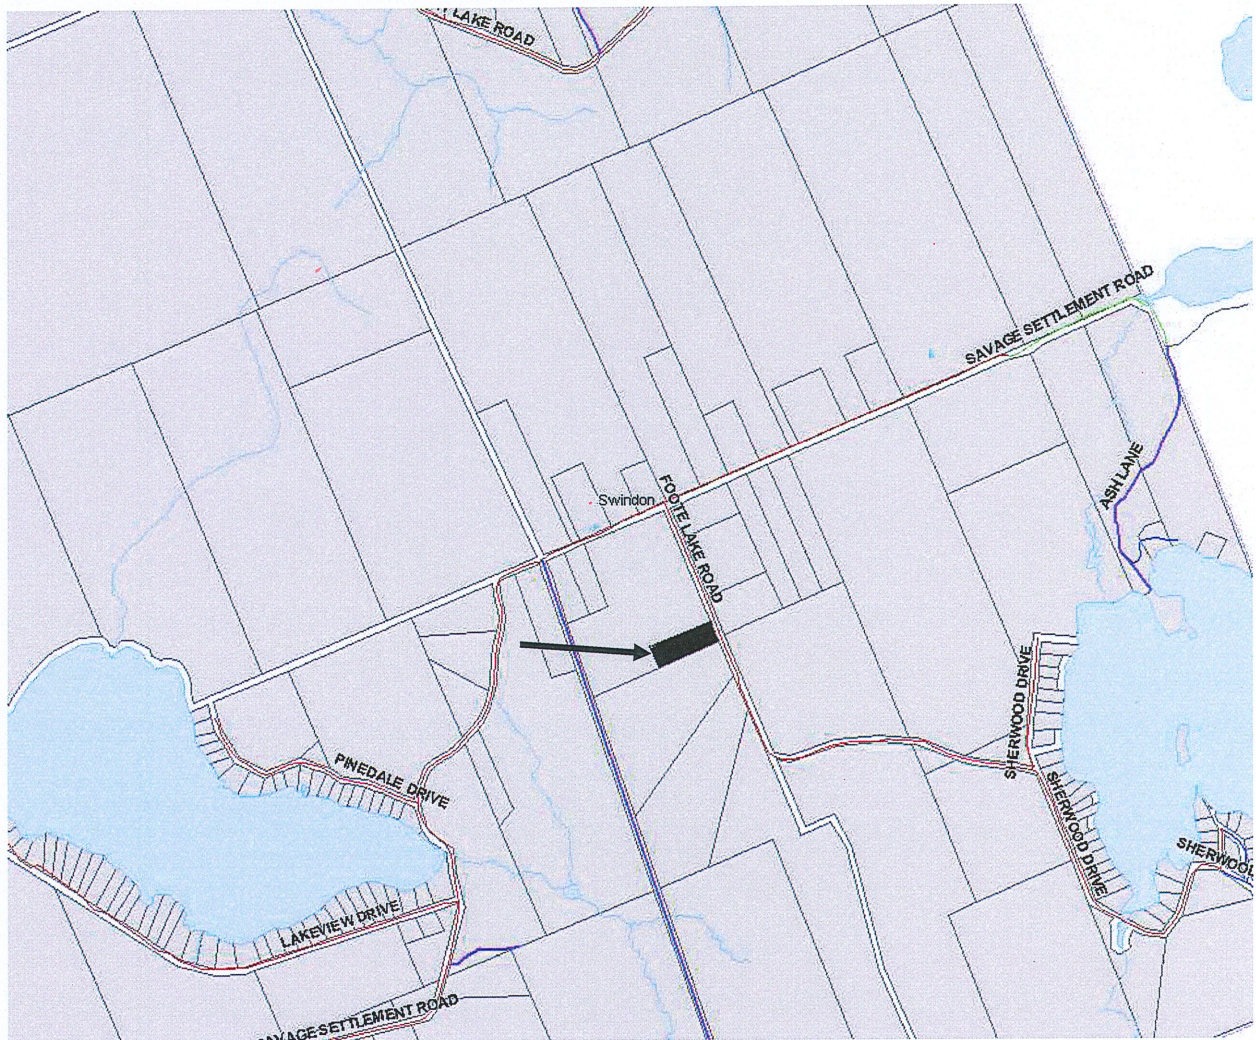 LAKE ROAD
SAVAGE SETTLEMENT ROAD
ASH LANE
Swindon
FOOTE LAKE ROAD
SHERWOOD DRIVE
PINEDALE DRIVE
SHERWOOD DRIVE
SHERWOOD
LAKEVIEW DRIVE
SAVAGE SETTLEMENT ROAD